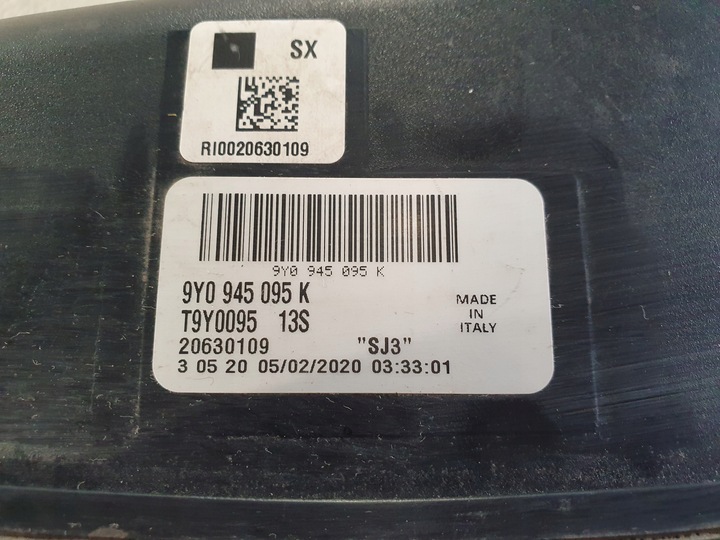 SX
RI0020630109
9Y0 945 095 K
9Y0 945 095 K
T9Y0095 13S
MADE
IN
ITALY
20630109 "SJ3"
3 05 20 05/02/2020 03:33:01